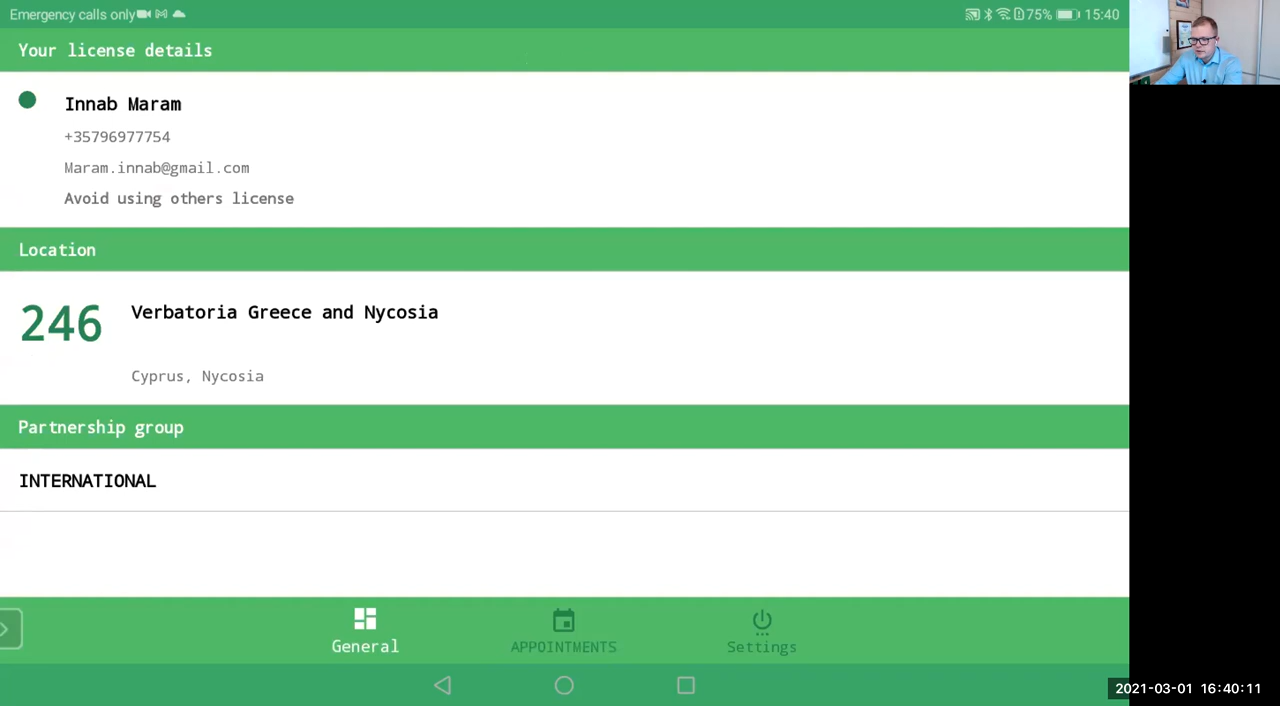 Emergency calls only
75% 15:40
Your license details
Innab Maram
+35796977754
Maram.innab@gmail.com
Avoid using others license
Location
246
Verbatoria Greece and Nycosia
Cyprus, Nycosia
Partnership group
INTERNATIONAL
General
APPOINTMENTS
Settings
2021-03-01 16:40:11